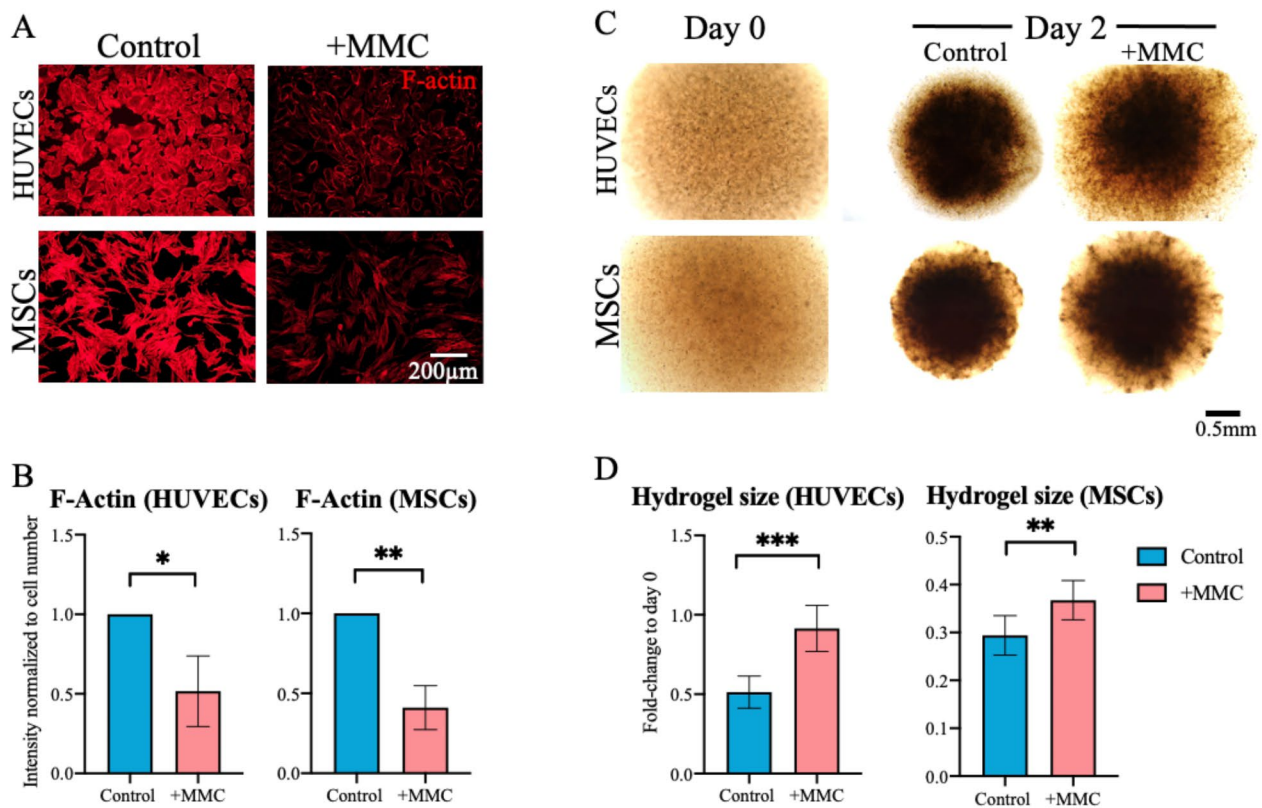 A
Control
+MMC
HUVECs
F-actin
MSCs
200μm
B
F-Actin (HUVECs)
F-Actin (MSCs)
Intensity normalized to cell number
1.5
1.0
0.5
0.0
*
Control
+MMC
1.5
1.0
0.5
0.0
**
Control
+MMC
C
Day 0
Day 2
Control
+MMC
HUVECs
MSCs
0.5mm
D
Hydrogel size (HUVECs)
Hydrogel size (MSCs)
Fold-change to day 0
1.5
1.0
0.5
0.0
***
Control
+MMC
0.5
0.4
0.3
0.2
0.1
0.0
**
Control
+MMC
Control
+MMC